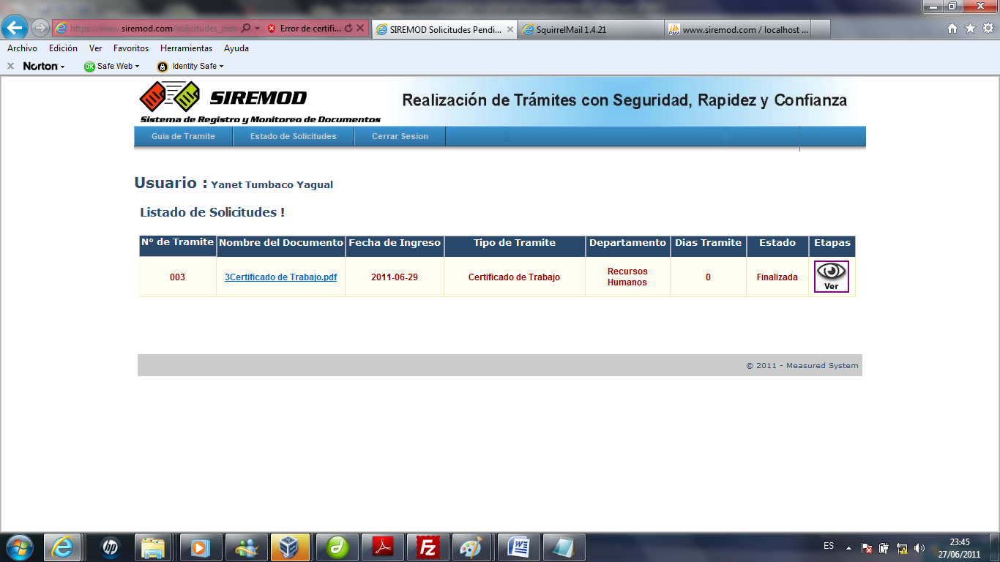 https://www.siremod.com/solicitudes_pen
Error de certifi...
SIREMOD Solicitudes Pendi...
SquirrelMail 1.4.21
PMA
www.siremod.com / localhost ...
Archivo Edición Ver Favoritos Herramientas Ayuda
X Norton OK Safe Web Identity Safe
SIREMOD
Sistema de Registro y Monitoreo de Documentos
Realización de Trámites con Seguridad, Rapidez y Confianza
Guia de Tramite Estado de Solicitudes Cerrar Sesion
Usuario : Yanet Tumbaco Yagual
Listado de Solicitudes !
Nº de Tramite Nombre del Documento Fecha de Ingreso Tipo de Tramite Departamento Dias Tramite Estado Etapas
003 3Certificado de Trabajo.pdf 2011-06-29 Certificado de Trabajo Recursos Humanos 0 Finalizada Ver
© 2011 - Measured System
hp
Fz
W
ES
23:45
27/06/2011